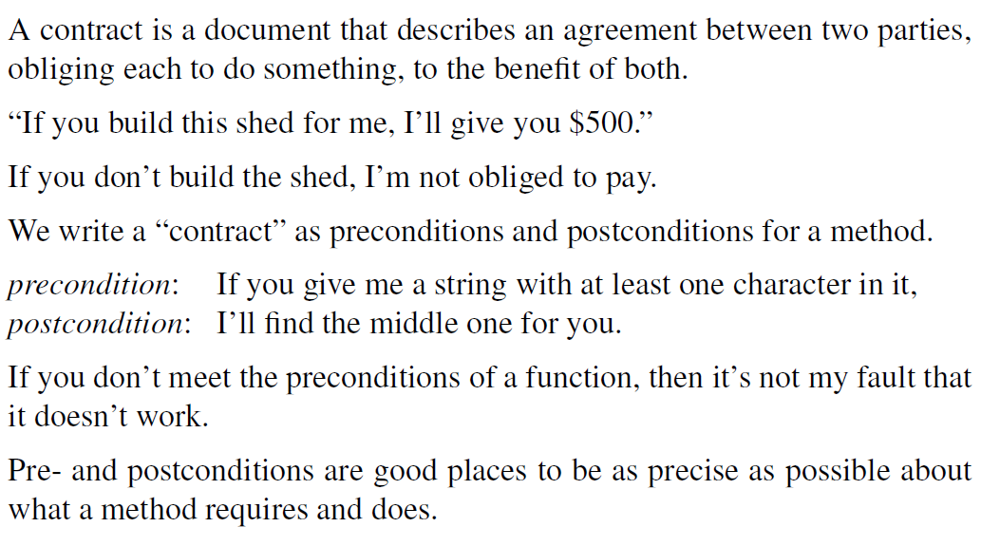 A contract is a document that describes an agreement between two parties,
obliging each to do something, to the benefit of both.
“If you build this shed for me, I’ll give you $500.”
If you don’t build the shed, I’m not obliged to pay.
We write a “contract” as preconditions and postconditions for a method.
precondition: If you give me a string with at least one character in it,
postcondition: I’ll find the middle one for you.
If you don’t meet the preconditions of a function, then it’s not my fault that
it doesn’t work.
Pre- and postconditions are good places to be as precise as possible about
what a method requires and does.